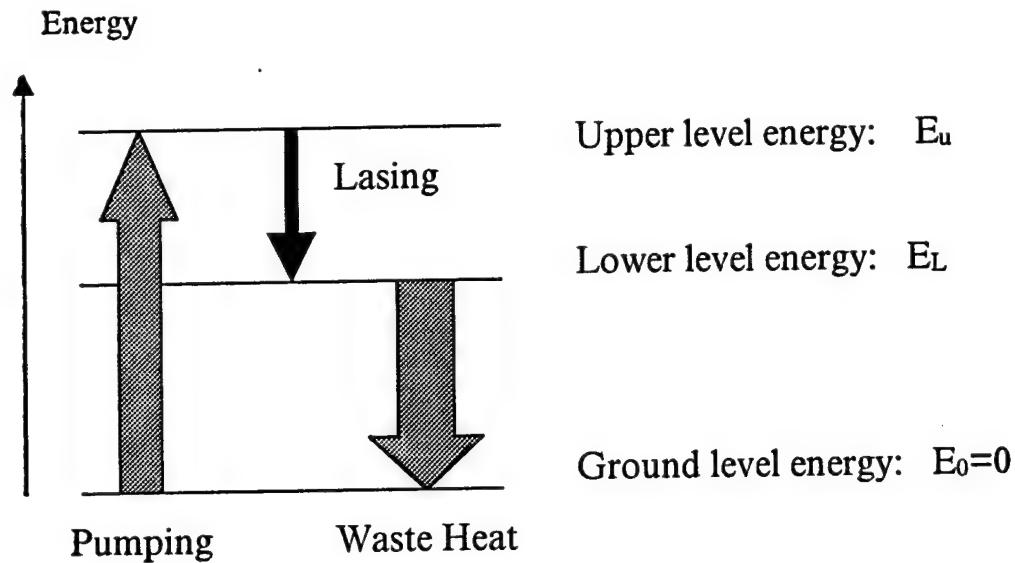 Energy
Upper level energy: Eu
Lasing
Lower level energy: EL
Ground level energy: E0=0
Pumping
Waste Heat